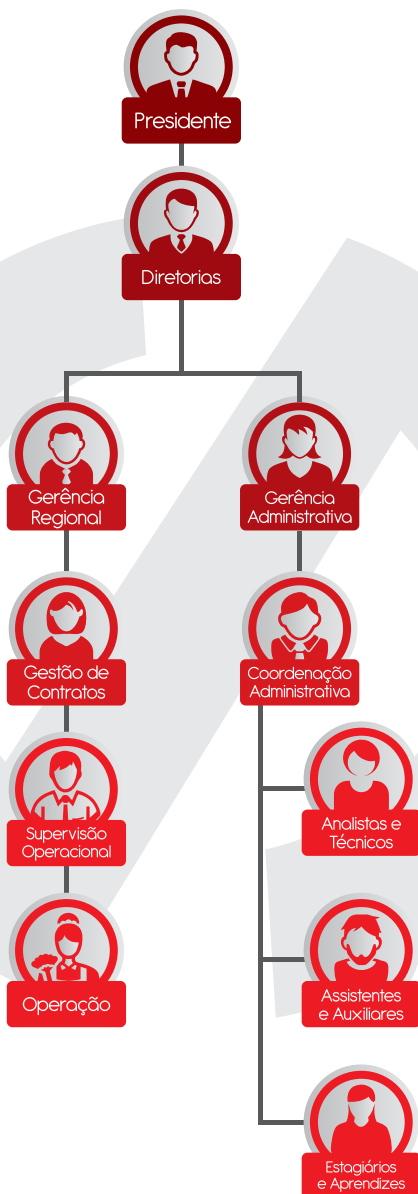 Presidente
Diretorias
Gerência
Regional
Gerência
Administrativa
Gestão de
Contratos
Coordenação
Administrativa
Supervisão
Operacional
Analistas e
Técnicos
Operação
Assistentes
e Auxiliares
Estagiários
e Aprendizes